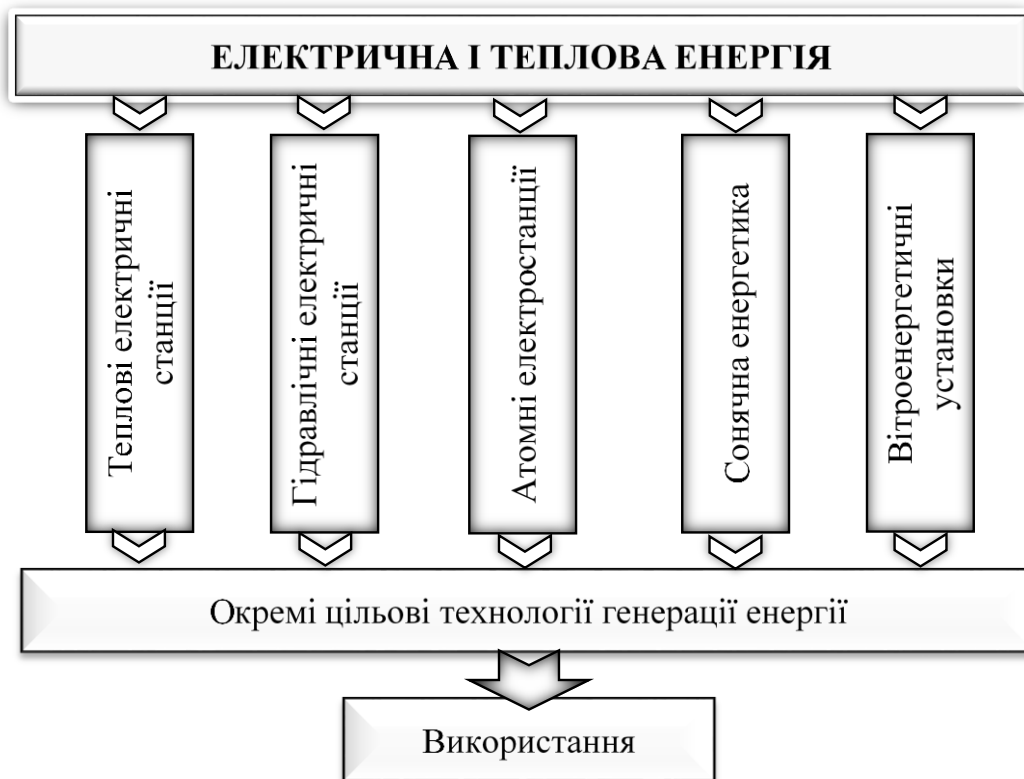 ЕЛЕКТРИЧНА І ТЕПЛОВА ЕНЕРГІЯ
Теплові електричні
станції
Гідравлічні електричні
станції
Атомні електростанції
Сонячна енергетика
Вітроенергетичні
установки
Окремі цільові технології генерації енергії
Використання